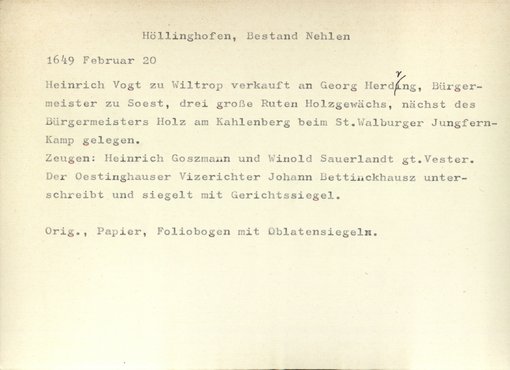 Höllinghofen, Bestand Nehlen
1649 Februar 20
Heinrich Vogt zu Wiltrop verkauft an Georg Herdring, Bürger-
meister zu Soest, drei große Ruten Holzgewächs, nächst des
Bürgermeisters Holz am Kahlenberg beim St.Walburger Jungfern-
Kamp gelegen.
Zeugen: Heinrich Goszmann und Winold Sauerlandt gt.Vester.
Der Oestinghauser Vizerichter Johann Bettinckhausz unter-
schreibt und siegelt mit Gerichtssiegel.
Orig., Papier, Foliobogen mit Oblatensiegeln.